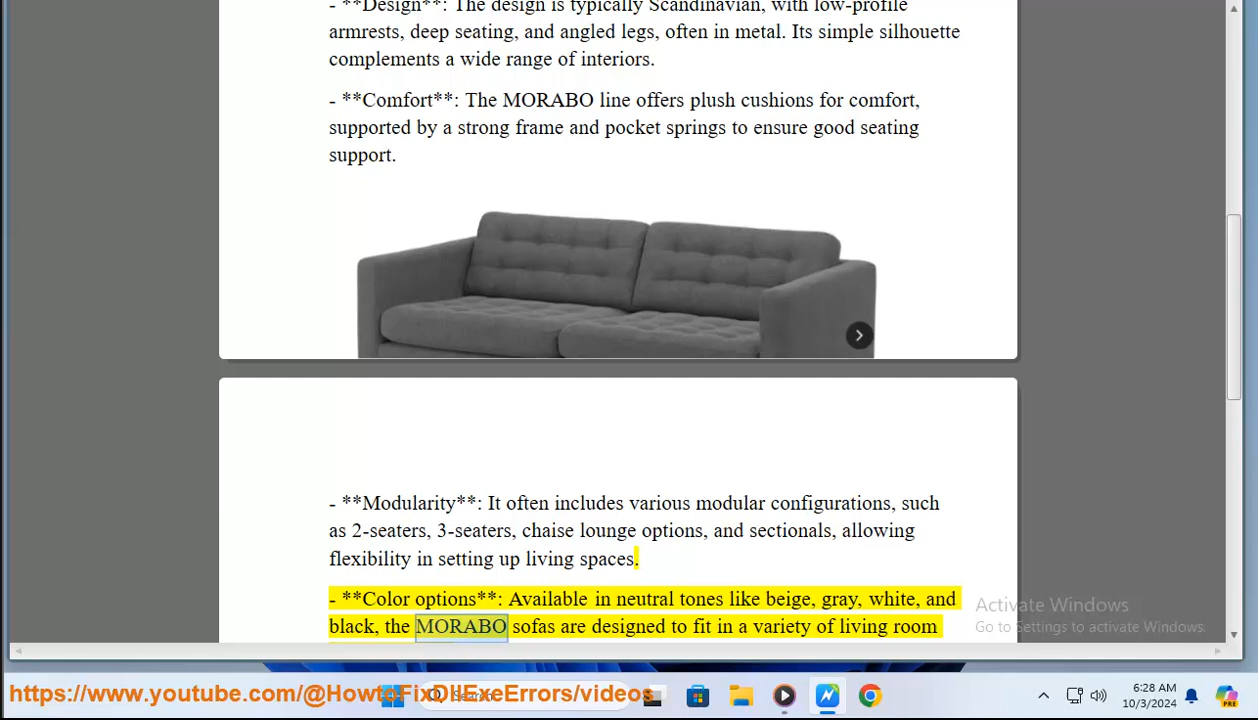 - **Design**: The design is typically Scandinavian, with low-profile
armrests, deep seating, and angled legs, often in metal. Its simple silhouette
complements a wide range of interiors.
- **Comfort**: The MORABO line offers plush cushions for comfort,
supported by a strong frame and pocket springs to ensure good seating
support.
- **Modularity**: It often includes various modular configurations, such
as 2-seaters, 3-seaters, chaise lounge options, and sectionals, allowing
flexibility in setting up living spaces.
- **Color options**: Available in neutral tones like beige, gray, white, and
black, the MORABO sofas are designed to fit in a variety of living room
Activate Windows
Go to Settings to activate Windows.
https://www.youtube.com/@HowtoFixDllExeErrors/videos
Search
6:28 AM
10/3/2024
PRE